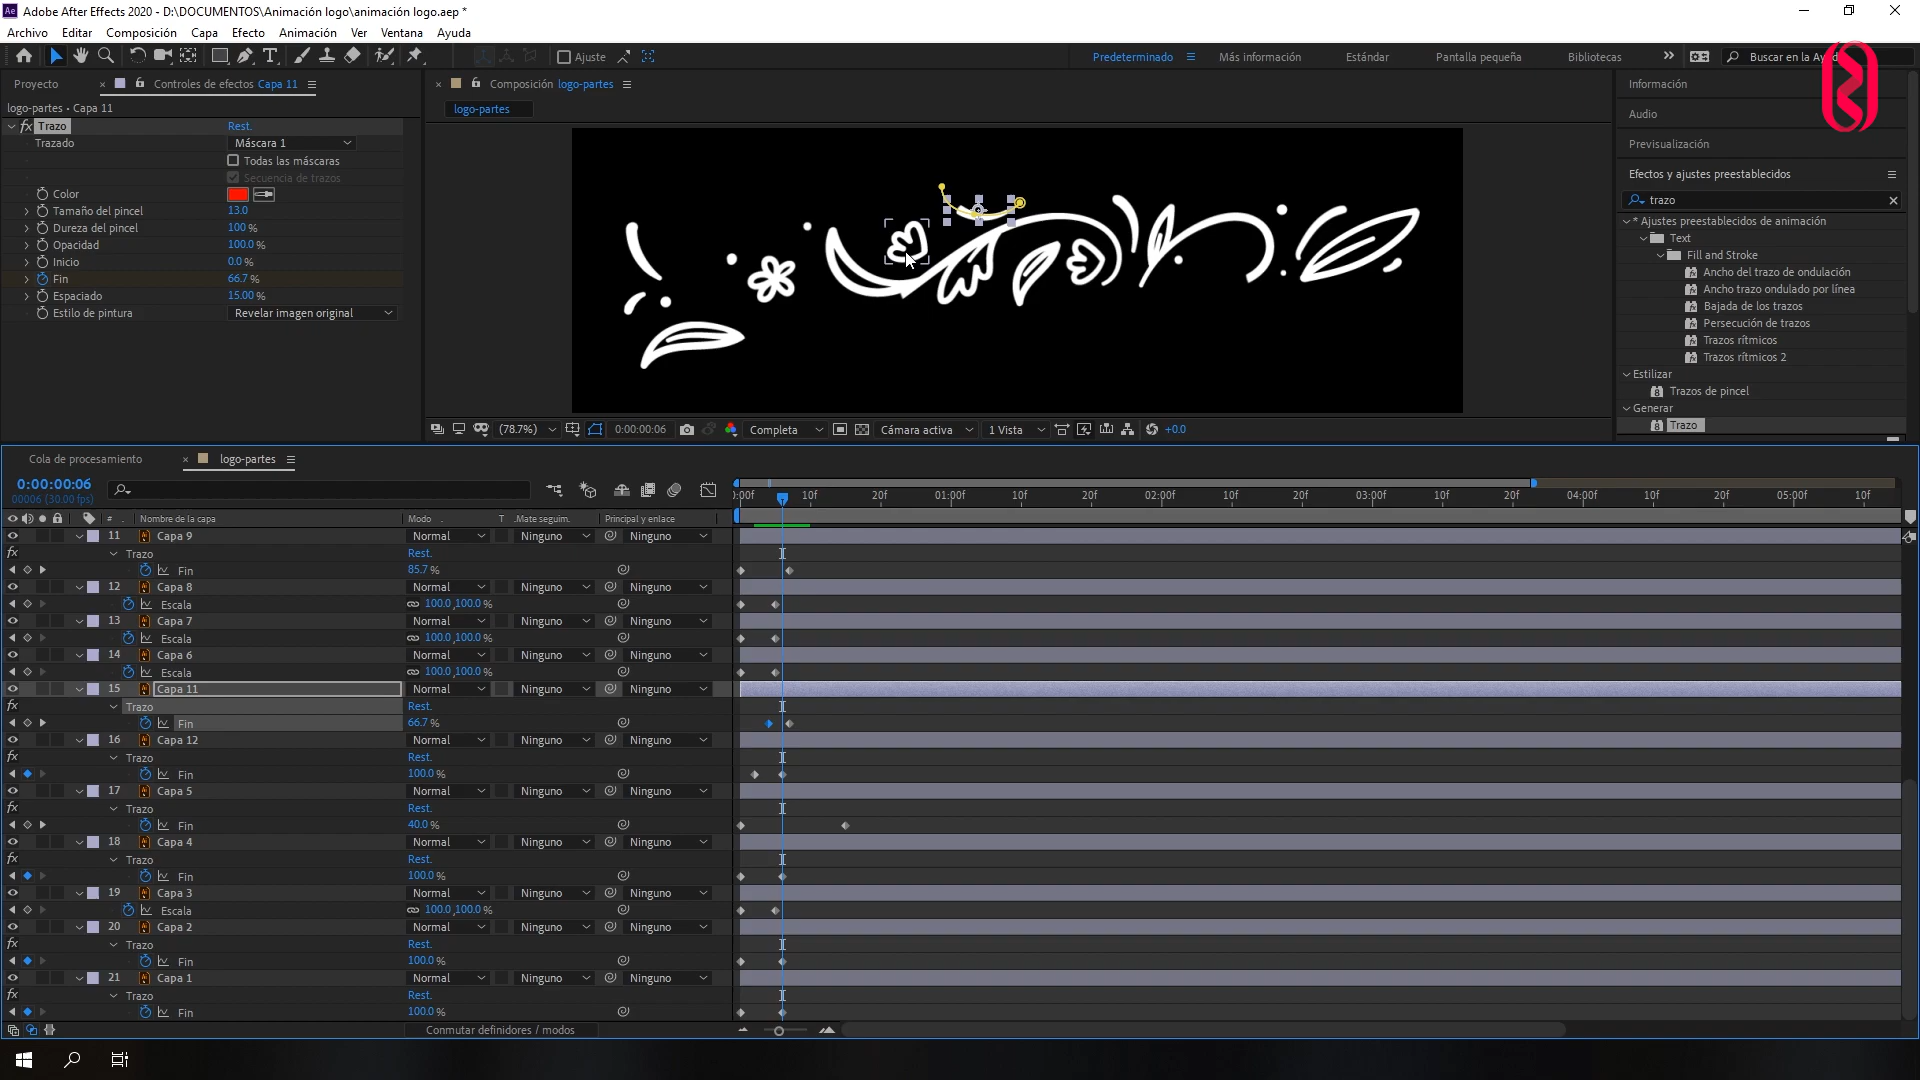 Adobe After Effects 2020 - D:\DOCUMENTOS\Animación logo\animación logo.aep *
Archivo Editar Composición Capa Efecto Animación Ver Ventana Ayuda
Ajuste Predeterminado Más información Estándar Pantalla pequeña Bibliotecas Buscar en la Ay
Proyecto Controles de efectos Capa 11
logo-partes • Capa 11
fx Trazo Rest.
Trazado Máscara 1
Todas las máscaras
Secuencia de trazos
Color
Tamaño del pincel 13.0
Dureza del pincel 100 %
Opacidad 100.0 %
Inicio 0.0 %
Fin 66.7 %
Espaciado 15.00 %
Estilo de pintura Revelar imagen original
Composición logo-partes
logo-partes
(78.7%) 0:00:00:06 Completa Cámara activa 1 Vista +0.0
Información
Audio
Previsualización
Efectos y ajustes preestablecidos
trazo
* Ajustes preestablecidos de animación
Text
Fill and Stroke
Ancho del trazo de ondulación
Ancho trazo ondulado por línea
Bajada de los trazos
Persecución de trazos
Trazos rítmicos
Trazos rítmicos 2
Estilizar
Trazos de pincel
Generar
Trazo
Cola de procesamiento logo-partes
0:00:00:06
00006 (30.00 fps)
):00f 10f 20f 01:00f 10f 20f 02:00f 10f 20f 03:00f 10f 20f 04:00f 10f 20f 05:00f 10f
# Nombre de la capa Modo T .Mate seguim. Principal y enlace
11 Capa 9 Normal Ninguno Ninguno
fx Trazo Rest.
Fin 85.7 %
12 Capa 8 Normal Ninguno Ninguno
Escala 100.0,100.0 %
13 Capa 7 Normal Ninguno Ninguno
Escala 100.0,100.0 %
14 Capa 6 Normal Ninguno Ninguno
Escala 100.0,100.0 %
15 Capa 11 Normal Ninguno Ninguno
fx Trazo Rest.
Fin 66.7 %
16 Capa 12 Normal Ninguno Ninguno
fx Trazo Rest.
Fin 100.0 %
17 Capa 5 Normal Ninguno Ninguno
fx Trazo Rest.
Fin 40.0 %
18 Capa 4 Normal Ninguno Ninguno
fx Trazo Rest.
Fin 100.0 %
19 Capa 3 Normal Ninguno Ninguno
Escala 100.0,100.0 %
20 Capa 2 Normal Ninguno Ninguno
fx Trazo Rest.
Fin 100.0 %
21 Capa 1 Normal Ninguno Ninguno
fx Trazo Rest.
Fin 100.0 %
Conmutar definidores / modos